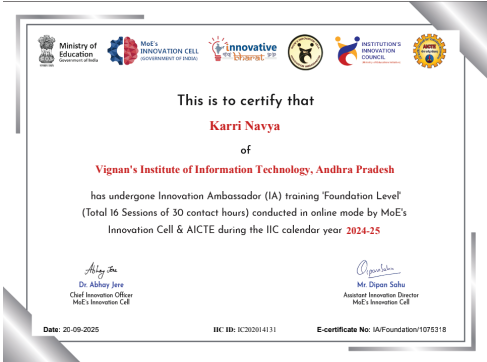 Ministry of
Education
Government of India
MoE's
INNOVATION CELL
(GOVERNMENT OF INDIA)
innovative
bharat
INSTITUTION'S
INNOVATION
COUNCIL
AICTE
This is to certify that
Karri Navya
of
Vignan's Institute of Information Technology, Andhra Pradesh
has undergone Innovation Ambassador (IA) training 'Foundation Level'
(Total 16 Sessions of 30 contact hours) conducted in online mode by MoE's
Innovation Cell & AICTE during the IIC calendar year 2024-25
Dr. Abhay Jere
Chief Innovation Officer
MoE's Innovation Cell
Mr. Dipan Sahu
Assistant Innovation Director
MoE's Innovation Cell
Date: 20-09-2025
IIC ID: IC202014131
E-certificate No: IA/Foundation/1075318